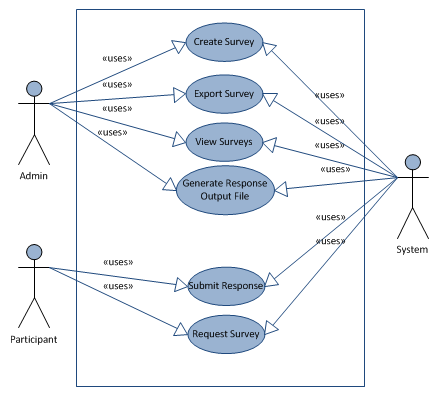 Create Survey
«uses»
«uses»
Export Survey
«uses»
«uses»
«uses»
«uses»
View Surveys
«uses»
«uses»
Admin
Generate Response
Output File
«uses»
System
«uses»
«uses»
«uses»
Submit Response
«uses»
Request Survey
Participant